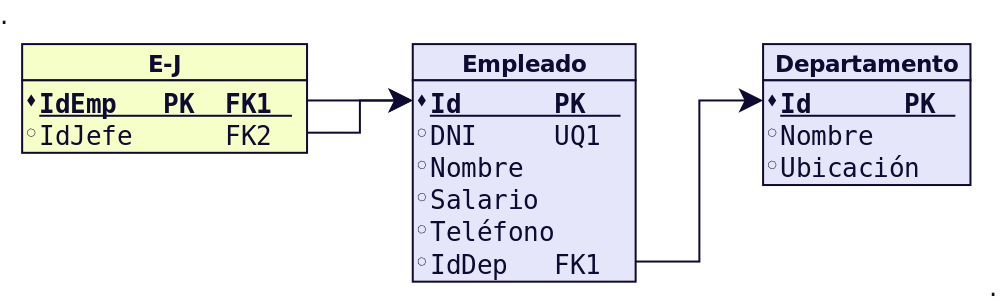 .
E-J
IdEmp PK FK1
IdJefe FK2
Empleado
Id PK
DNI UQ1
Nombre
Salario
Teléfono
IdDep FK1
Departamento
Id PK
Nombre
Ubicación
.